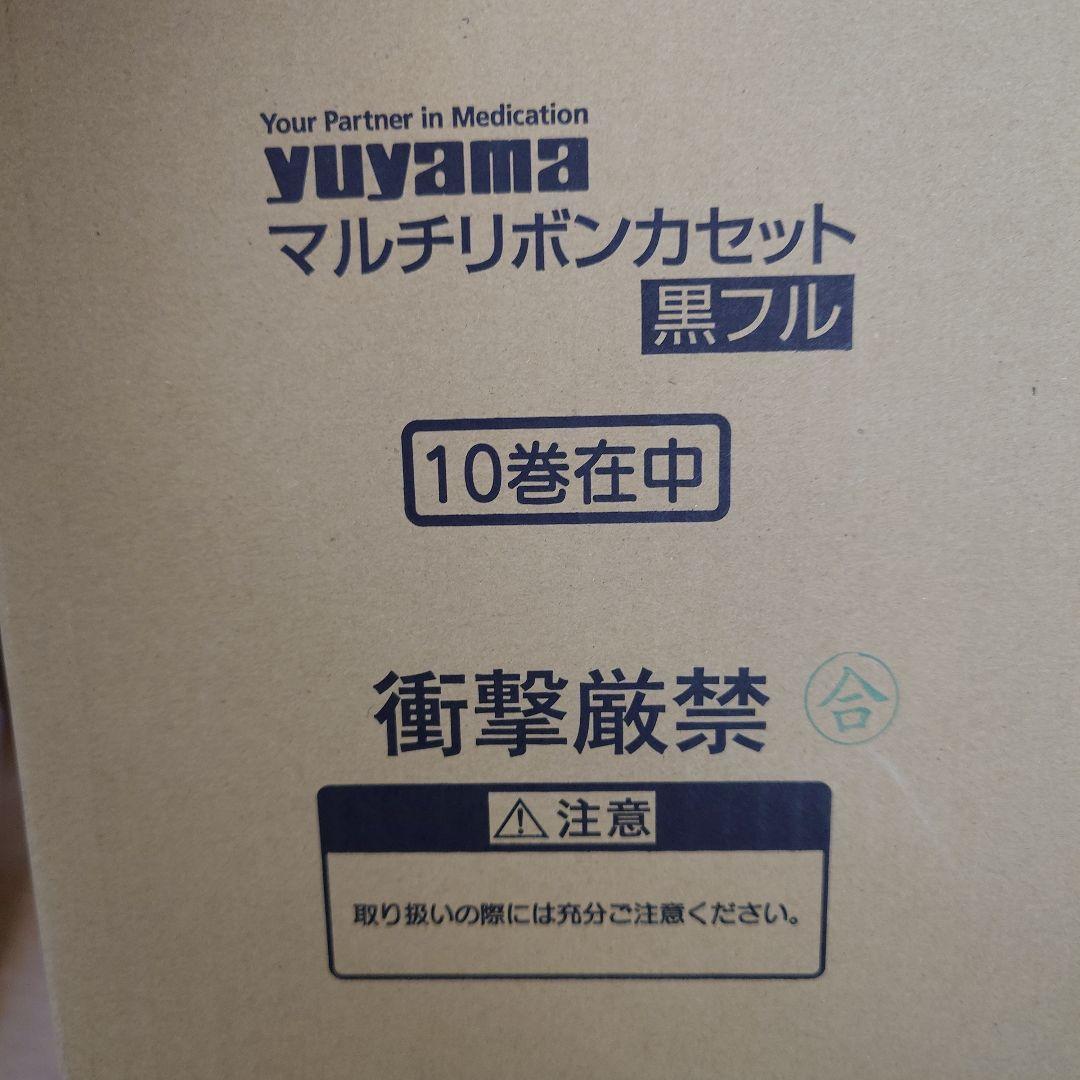 Your Partner in Medication
yuyama
マルチリボンカセット
黒フル
10巻在中
衝撃厳禁
合
⚠注意
取り扱いの際には充分ご注意ください。